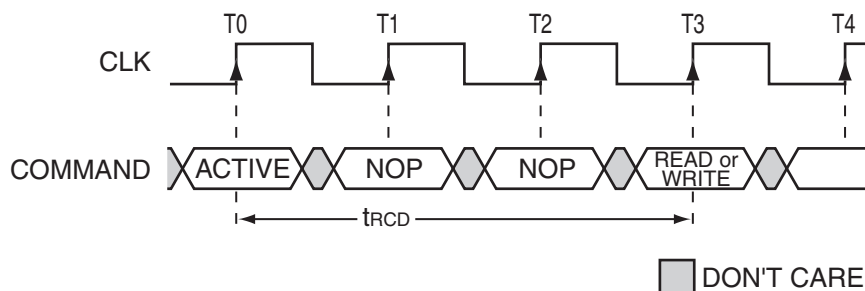 T0 T1 T2 T3 T4
CLK
COMMAND ACTIVE NOP NOP READ or
WRITE
tRCD
DON'T CARE